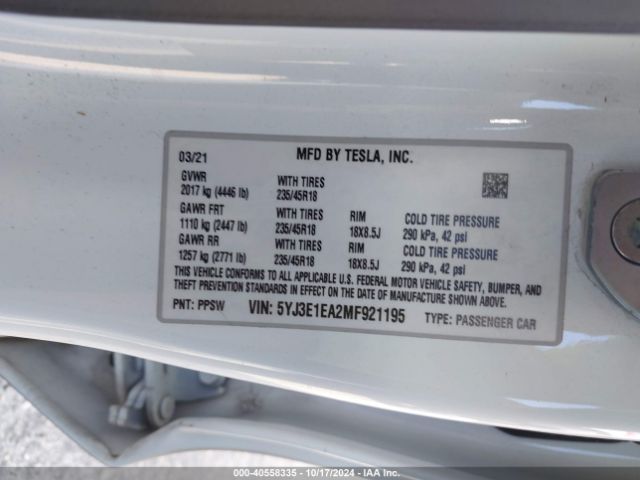 03/21 MFD BY TESLA, INC.
GVWR WITH TIRES
2017 kg (4446 lb) 235/45R18
GAWR FRT WITH TIRES RIM COLD TIRE PRESSURE
1110 kg (2447 lb) 235/45R18 18X8.5J 290 kPa, 42 psi
GAWR RR WITH TIRES RIM COLD TIRE PRESSURE
1257 kg (2771 lb) 235/45R18 18X8.5J 290 kPa, 42 psi
THIS VEHICLE CONFORMS TO ALL APPLICABLE U.S. FEDERAL MOTOR VEHICLE SAFETY, BUMPER, AND
THEFT PREVENTION STANDARDS IN EFFECT ON THE DATE OF MANUFACTURE SHOWN ABOVE.
PNT: PPSW VIN: 5YJ3E1EA2MF921195 TYPE: PASSENGER CAR
000-40558335 - 10/17/2024 - IAA Inc.